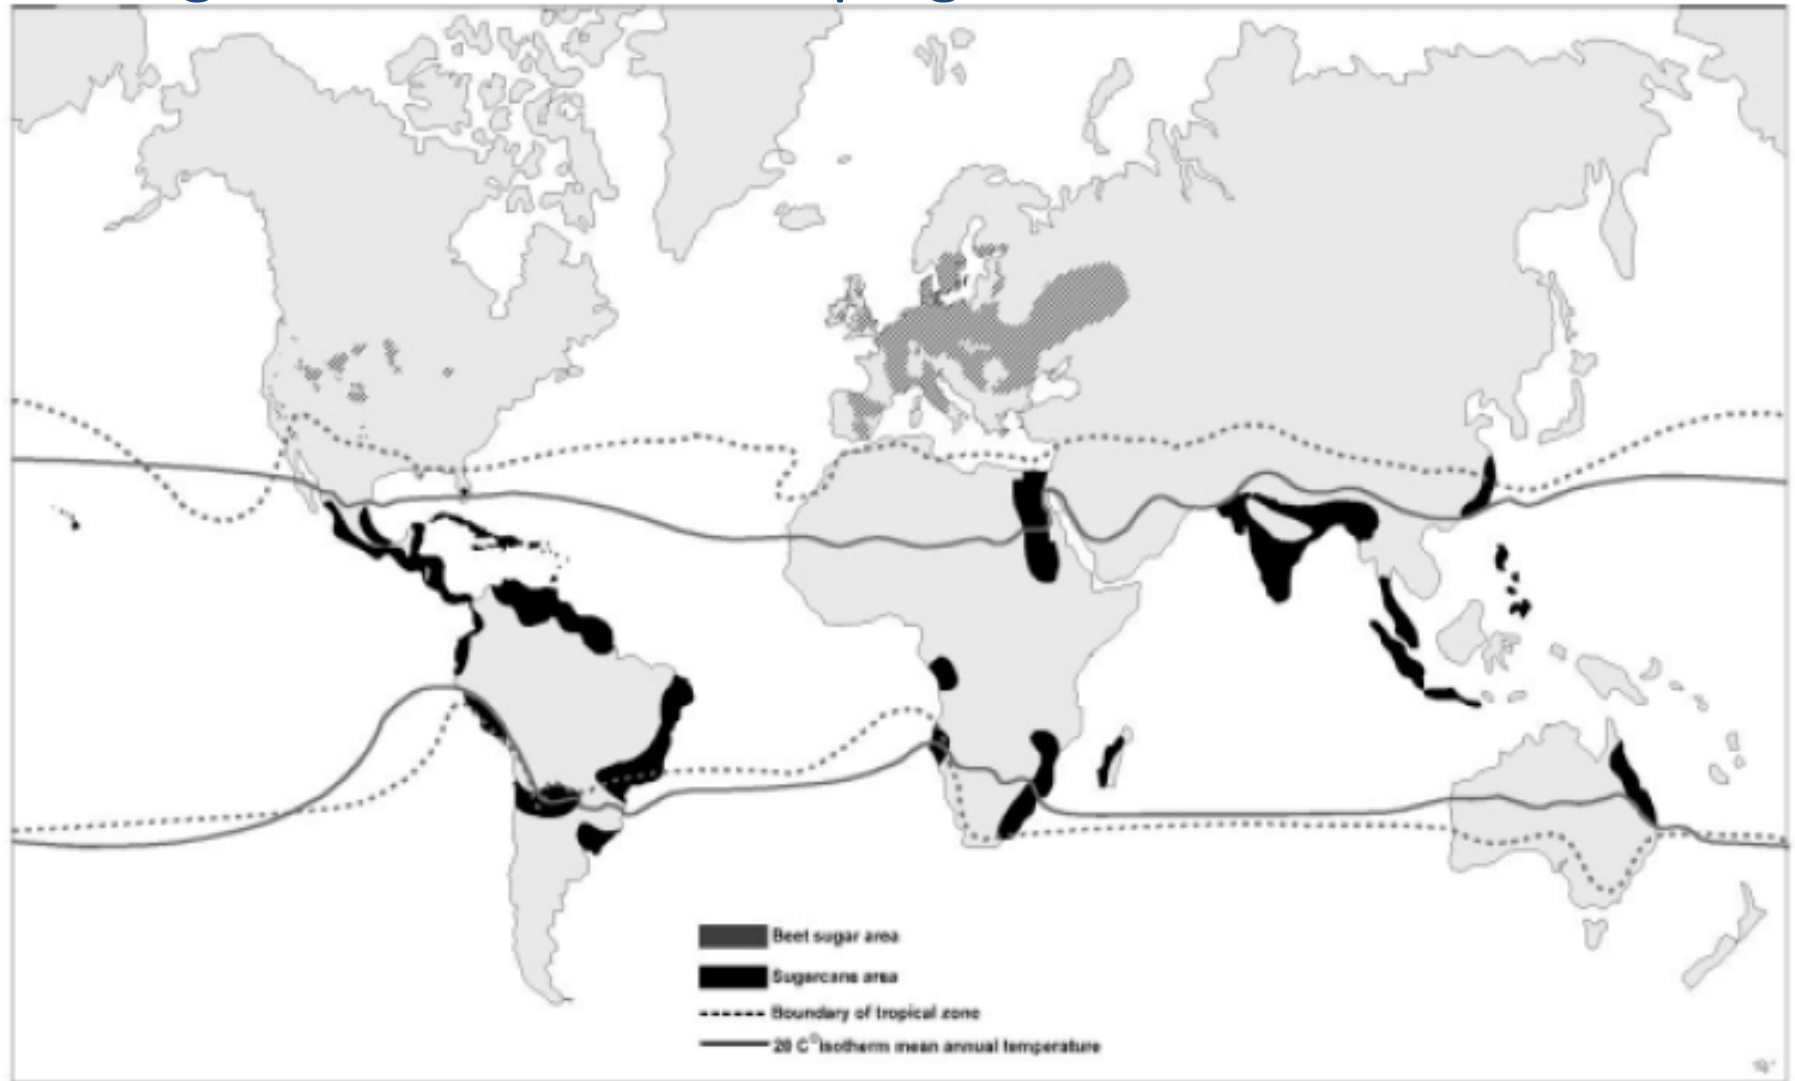 Beet sugar area
Sugarcane area
Boundary of tropical zone
20 C° Isotherm mean annual temperature